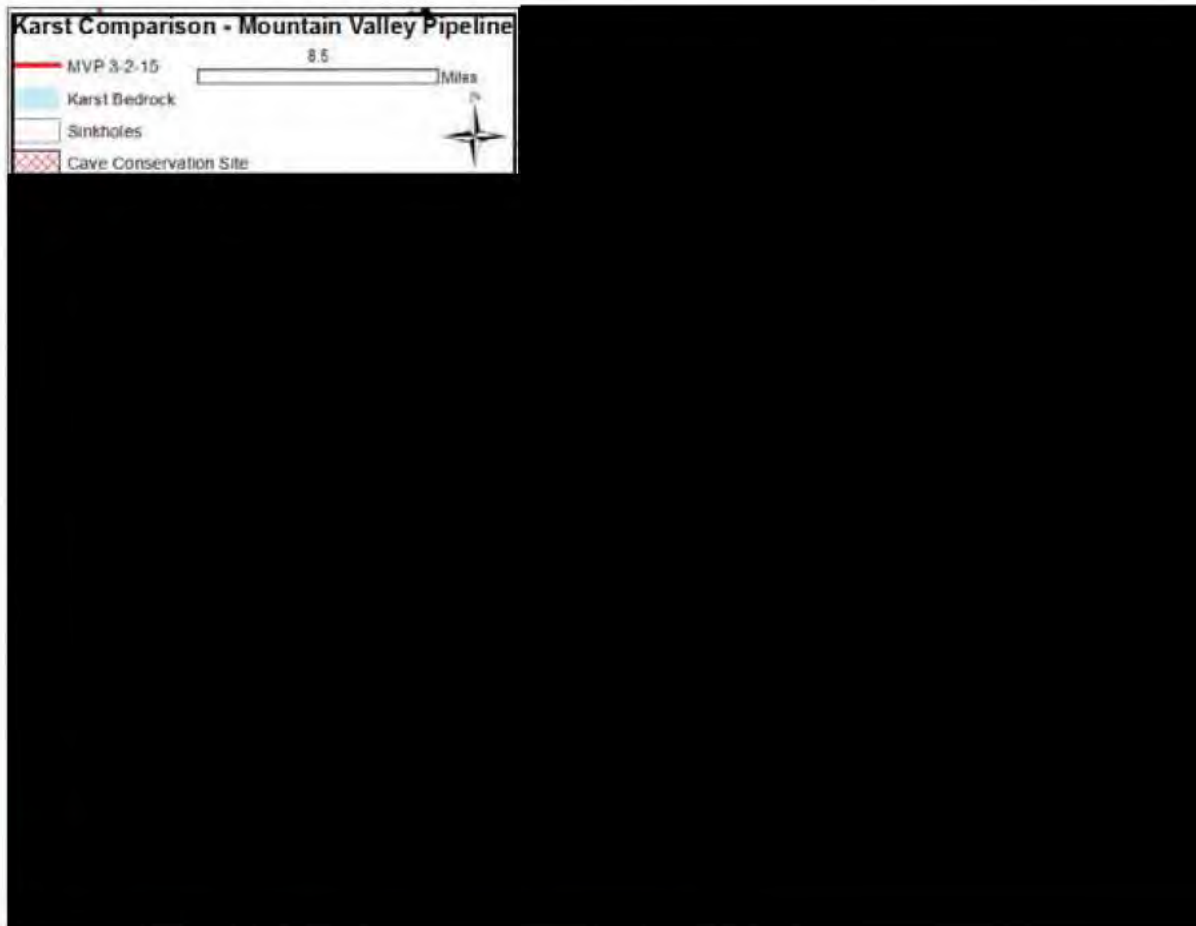 Karst Comparison - Mountain Valley Pipeline
MVP 3-2-15
8.5
Miles
Karst Bedrock
N
Sinkholes
Cave Conservation Site